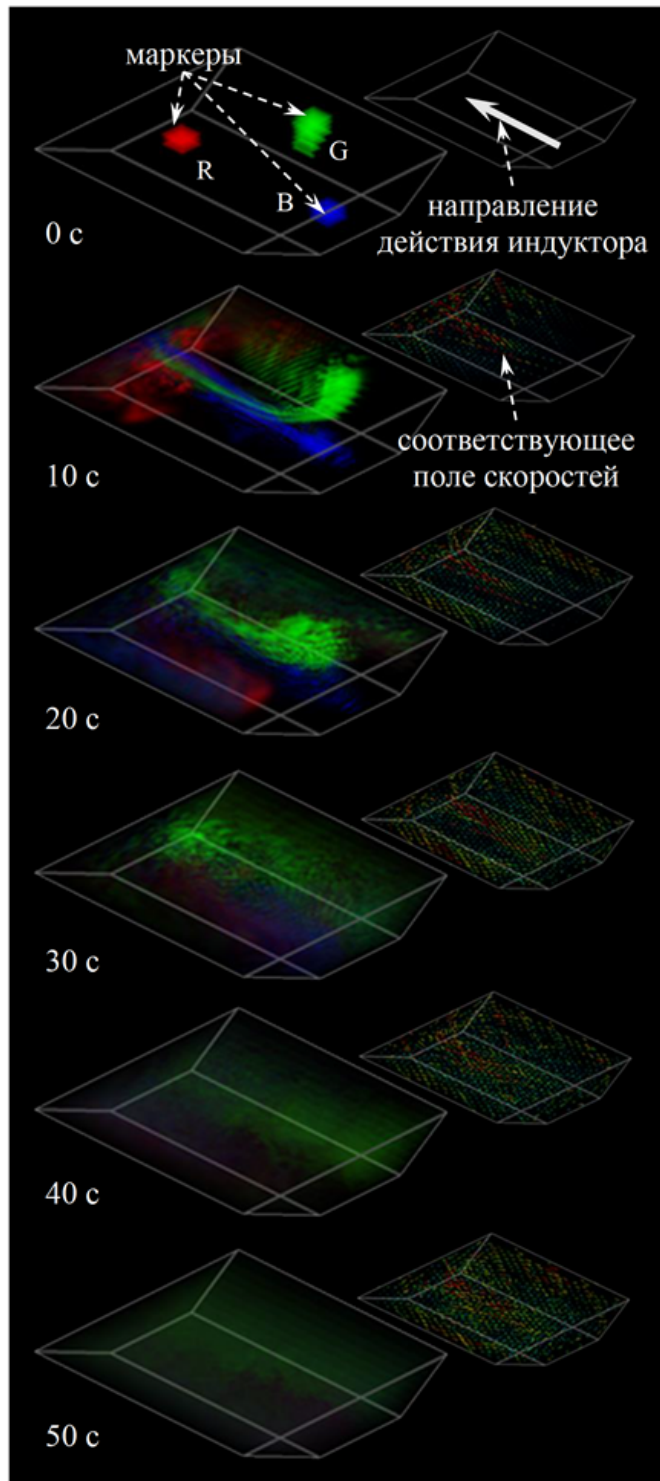 маркеры
R
G
B
0 с
направление
действия индуктора
10 с
соответствующее
поле скоростей
20 с
30 с
40 с
50 с